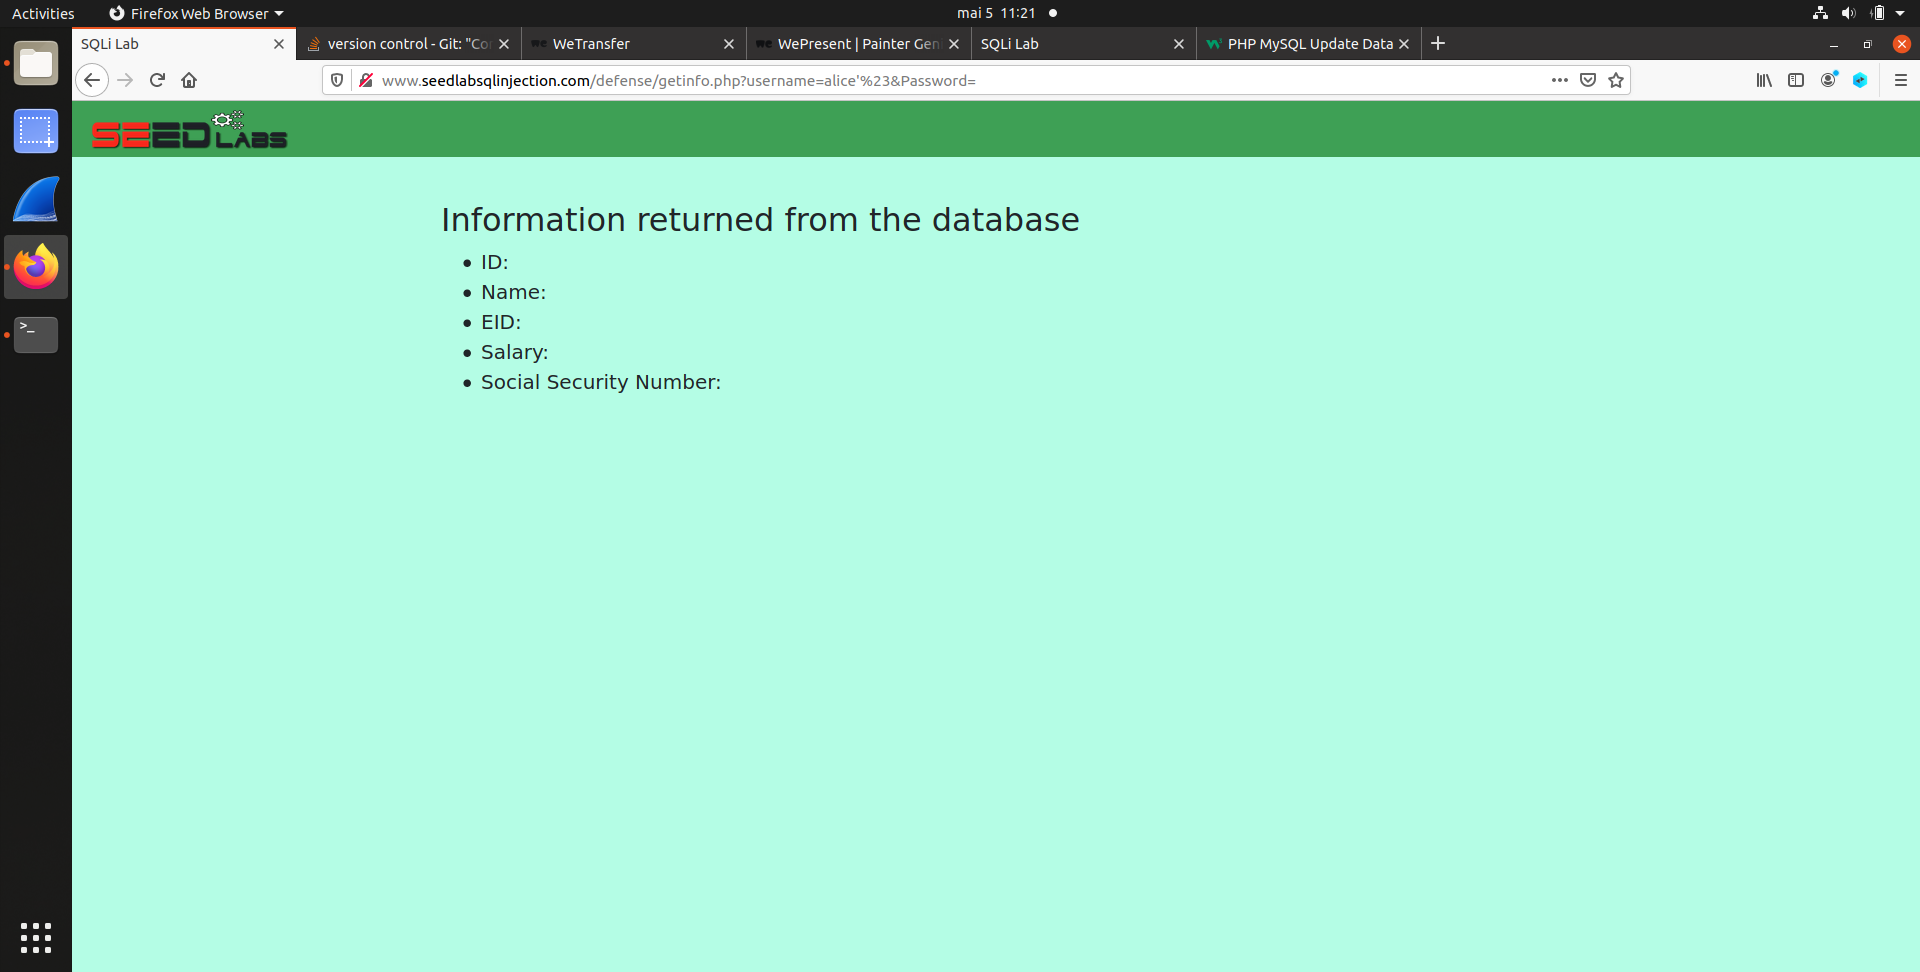 Activities Firefox Web Browser mai 5 11:21
SQLi Lab version control - Git: "Co WeTransfer WePresent | Painter Gen SQLi Lab PHP MySQL Update Data
www.seedlabsqlinjection.com/defense/getinfo.php?username=alice'%23&Password=
SEED LABS
Information returned from the database
• ID:
• Name:
• EID:
• Salary:
• Social Security Number: